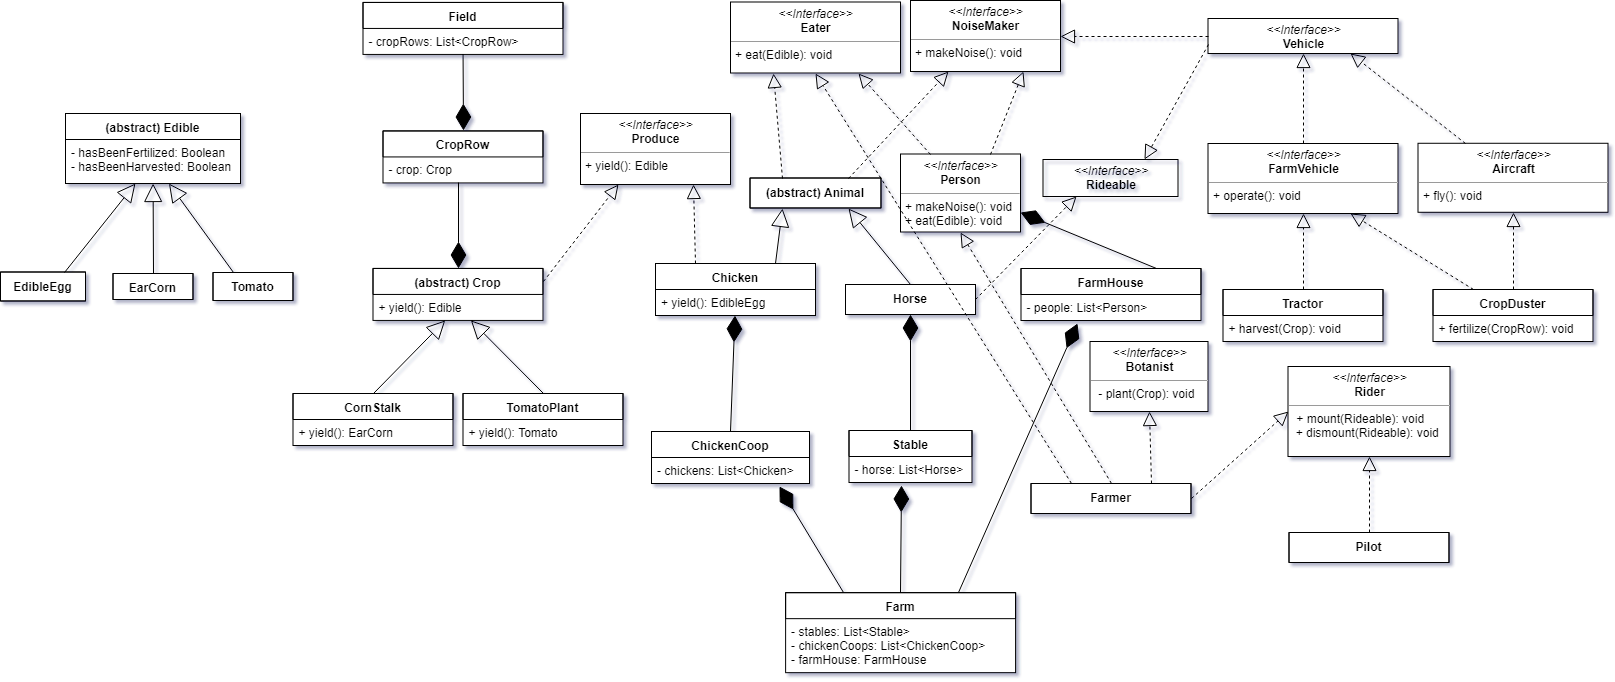 Field
- cropRows: List<CropRow>
<<Interface>>
Eater
+ eat(Edible): void
<<Interface>>
NoiseMaker
+ makeNoise(): void
<<Interface>>
Vehicle
(abstract) Edible
- hasBeenFertilized: Boolean
- hasBeenHarvested: Boolean
CropRow
- crop: Crop
<<Interface>>
Produce
+ yield(): Edible
(abstract) Animal
<<Interface>>
Person
+ makeNoise(): void
+ eat(Edible): void
<<Interface>>
Rideable
<<Interface>>
FarmVehicle
+ operate(): void
<<Interface>>
Aircraft
+ fly(): void
EdibleEgg
EarCorn
Tomato
(abstract) Crop
+ yield(): Edible
Chicken
+ yield(): EdibleEgg
Horse
FarmHouse
- people: List<Person>
Tractor
+ harvest(Crop): void
CropDuster
+ fertilize(CropRow): void
<<Interface>>
Botanist
- plant(Crop): void
<<Interface>>
Rider
+ mount(Rideable): void
+ dismount(Rideable): void
CornStalk
+ yield(): EarCorn
TomatoPlant
+ yield(): Tomato
ChickenCoop
- chickens: List<Chicken>
Stable
- horse: List<Horse>
Farmer
Pilot
Farm
- stables: List<Stable>
- chickenCoops: List<ChickenCoop>
- farmHouse: FarmHouse